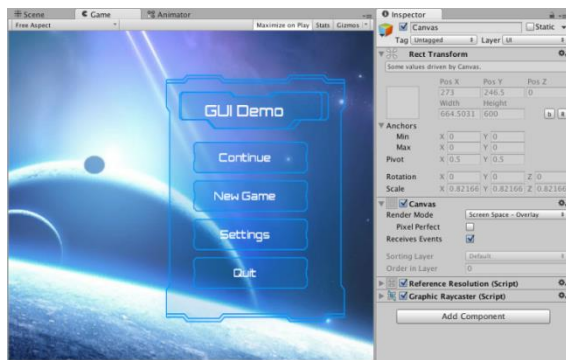 Scene Game Animator
Free Aspect Maximize on Play Stats Gizmos
GUI Demo
Continue
New Game
Settings
Quit
Inspector
Canvas Static
Tag Untagged Layer UI
Rect Transform
Some values driven by Canvas.
Pos X Pos Y Pos Z
273 246.5 0
Width Height
664.5031 600
Anchors
Min X 0 Y 0
Max X 0 Y 0
Pivot X 0.5 Y 0.5
Rotation X 0 Y 0 Z 0
Scale X 0.82166 Y 0.82166 Z 0.82166
Canvas
Render Mode Screen Space - Overlay
Pixel Perfect
Receives Events
Sorting Layer Default
Order in Layer 0
Reference Resolution (Script)
Graphic Raycaster (Script)
Add Component